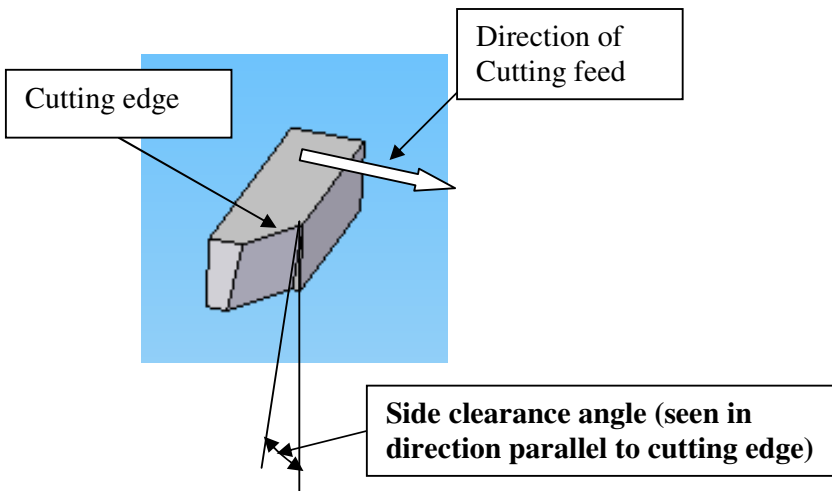 Direction of
Cutting feed
Cutting edge
Side clearance angle (seen in
direction parallel to cutting edge)